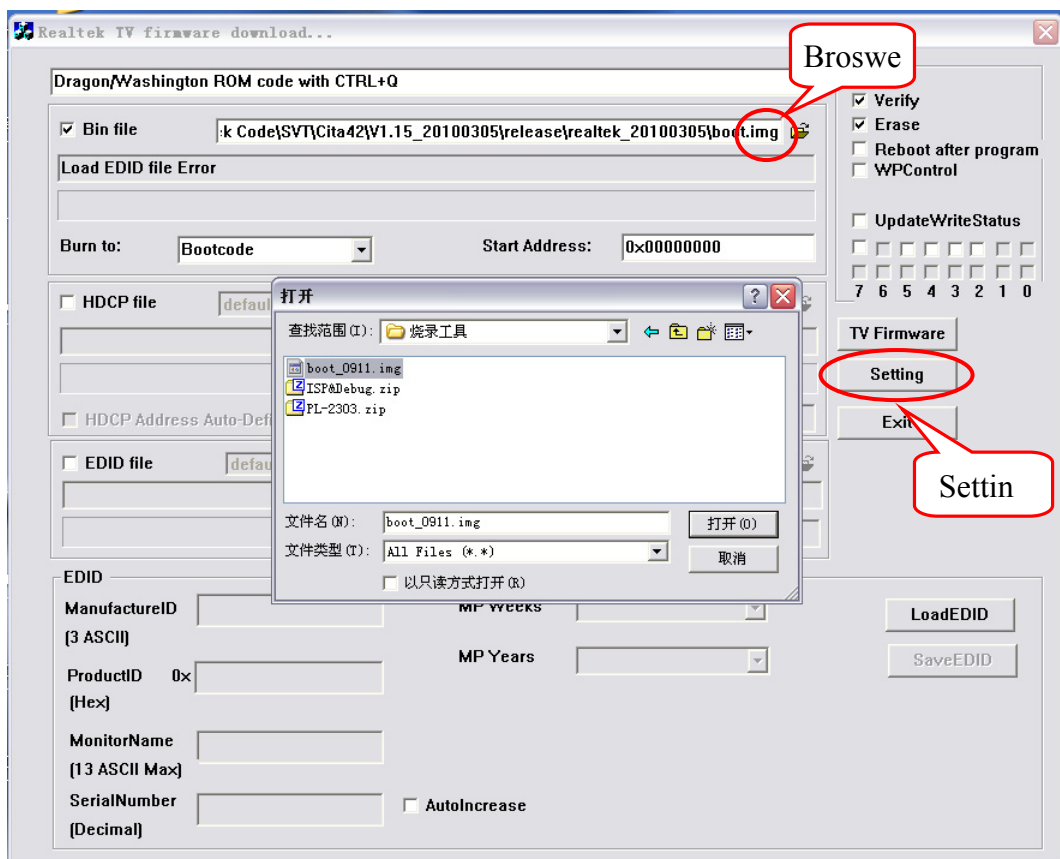 Realtek TV firmware download...
Broswe
Dragon/Washington ROM code with CTRL+Q
Bin file
:k Code\SVT\Cita42\V1.15_20100305\release\realtek_20100305\boot.img
Load EDID file Error
Burn to:
Bootcode
Start Address:
0x00000000
Verify
Erase
Reboot after program
WPControl
UpdateWriteStatus
7 6 5 4 3 2 1 0
HDCP file
defaul
打开
查找范围(I):
烧录工具
boot_0911.img
ISP&Debug.zip
PL-2303.zip
文件名(N):
boot_0911.img
打开(O)
文件类型(T):
All Files (*.*)
取消
以只读方式打开(R)
TV Firmware
Setting
Exit
Settin
HDCP Address Auto-Defi
EDID file
defau
EDID
ManufactureID
(3 ASCII)
MP Weeks
LoadEDID
ProductID 0x
(Hex)
MP Years
SaveEDID
MonitorName
(13 ASCII Max)
SerialNumber
(Decimal)
AutoIncrease